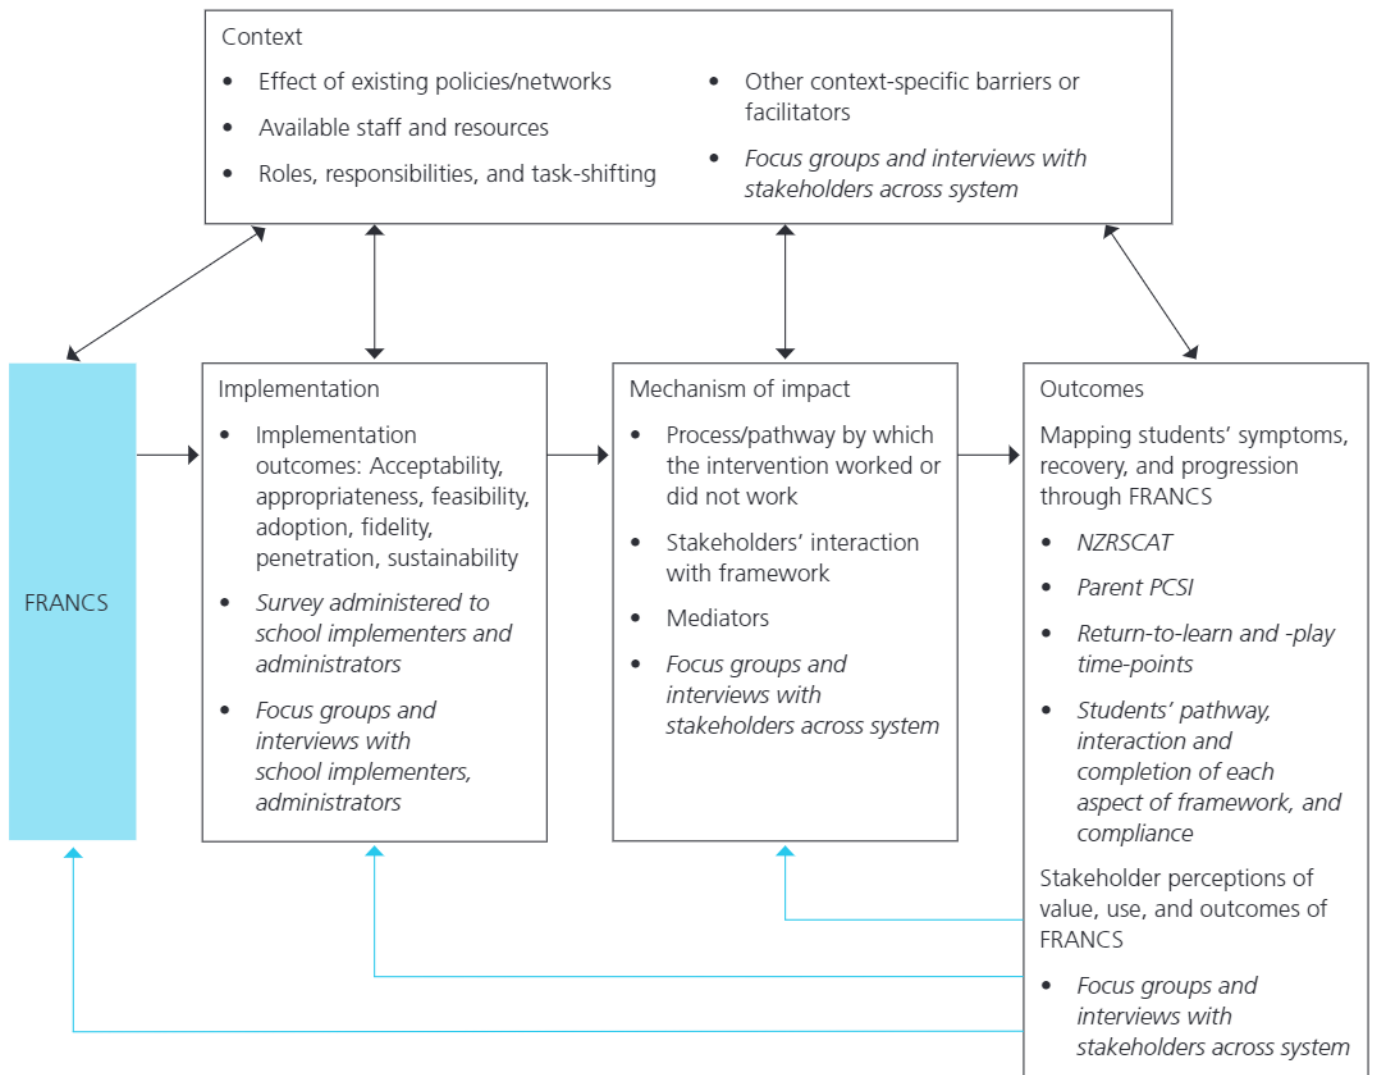 Context
• Effect of existing policies/networks
• Available staff and resources
• Roles, responsibilities, and task-shifting
• Other context-specific barriers or
facilitators
• Focus groups and interviews with
stakeholders across system
FRANCS
Implementation
• Implementation
outcomes: Acceptability,
appropriateness, feasibility,
adoption, fidelity,
penetration, sustainability
• Survey administered to
school implementers and
administrators
• Focus groups and
interviews with
school implementers,
administrators
Mechanism of impact
• Process/pathway by which
the intervention worked or
did not work
• Stakeholders’ interaction
with framework
• Mediators
• Focus groups and
interviews with
stakeholders across system
Outcomes
Mapping students’ symptoms,
recovery, and progression
through FRANCS
• NZRSCAT
• Parent PCSI
• Return-to-learn and -play
time-points
• Students’ pathway,
interaction and
completion of each
aspect of framework, and
compliance
Stakeholder perceptions of
value, use, and outcomes of
FRANCS
• Focus groups and
interviews with
stakeholders across system